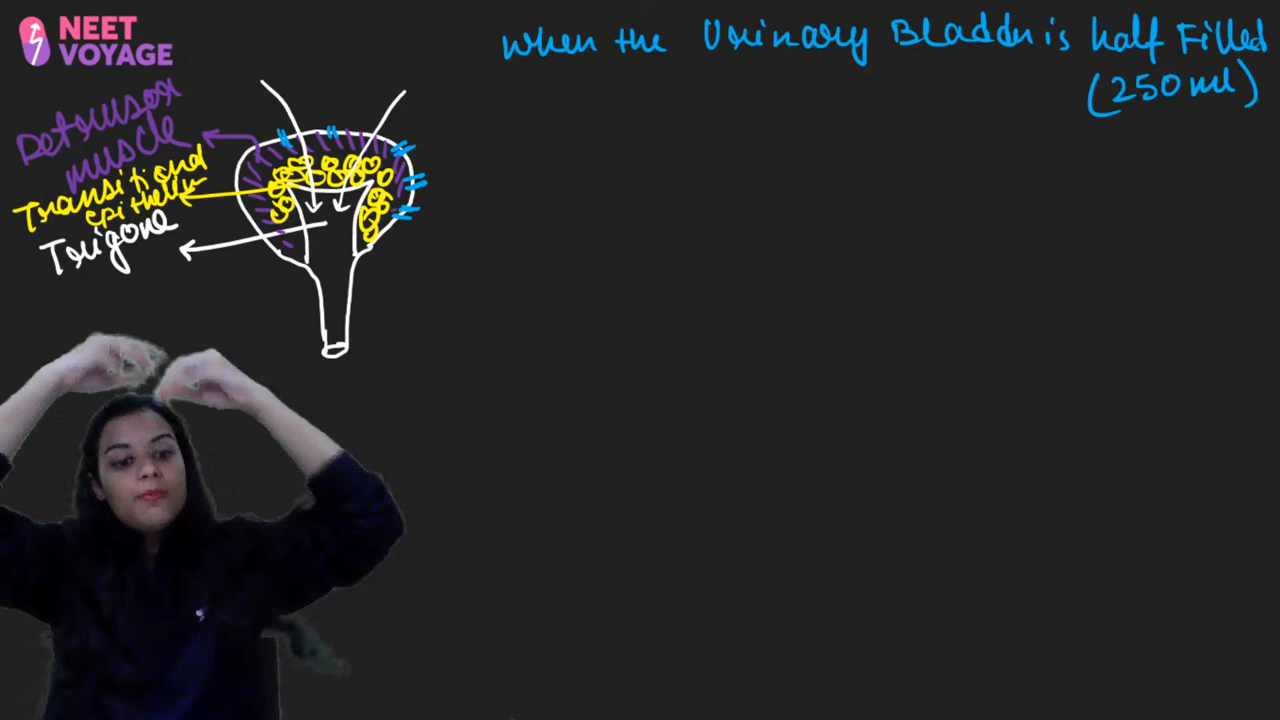 NEET
VOYAGE
When the Urinary Bladder is half Filled
(250 ml)
Detrusor
muscle
Transitional
epithelium
Trigone